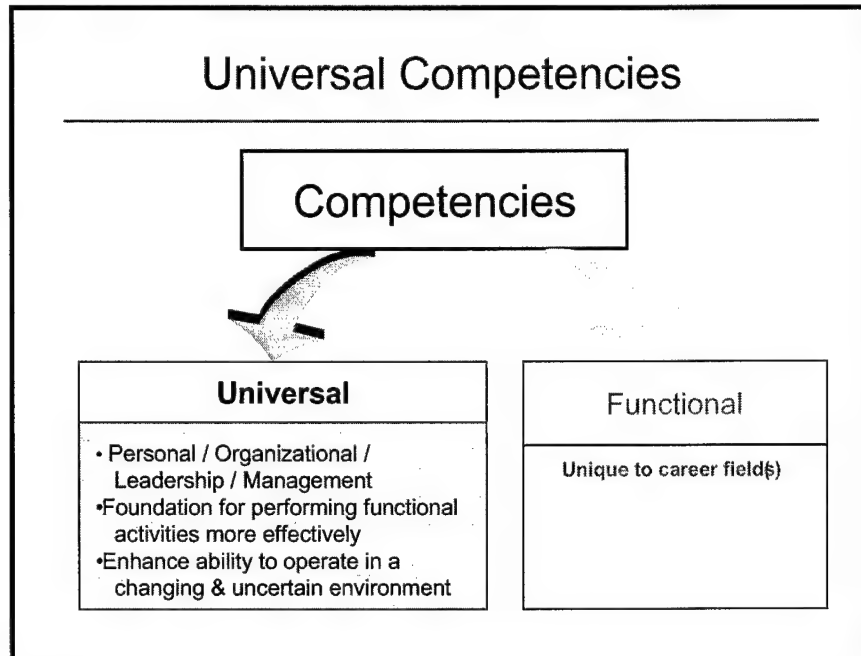 Universal Competencies
Competencies
Universal
• Personal / Organizational /
Leadership / Management
•Foundation for performing functional
activities more effectively
•Enhance ability to operate in a
changing & uncertain environment
Functional
Unique to career field(s)